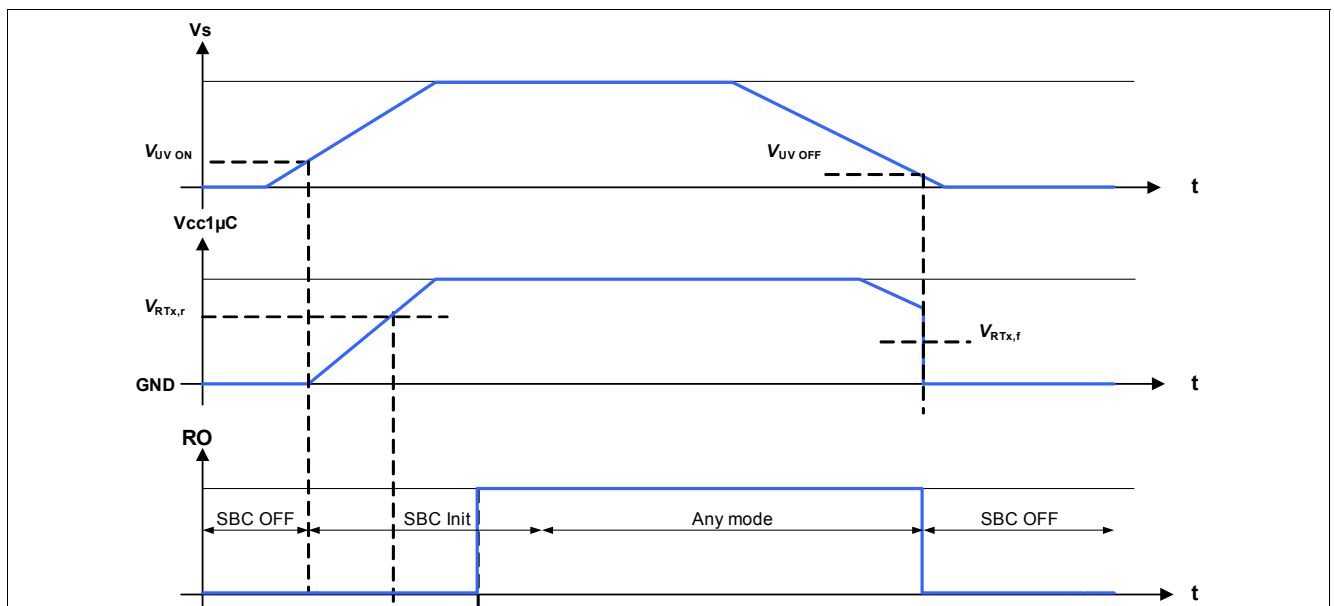 Vs
VUV ON
VUV OFF
t
Vcc1µC
VRTx,r
VRTx,f
GND
t
RO
SBC OFF
SBC Init
Any mode
SBC OFF
t